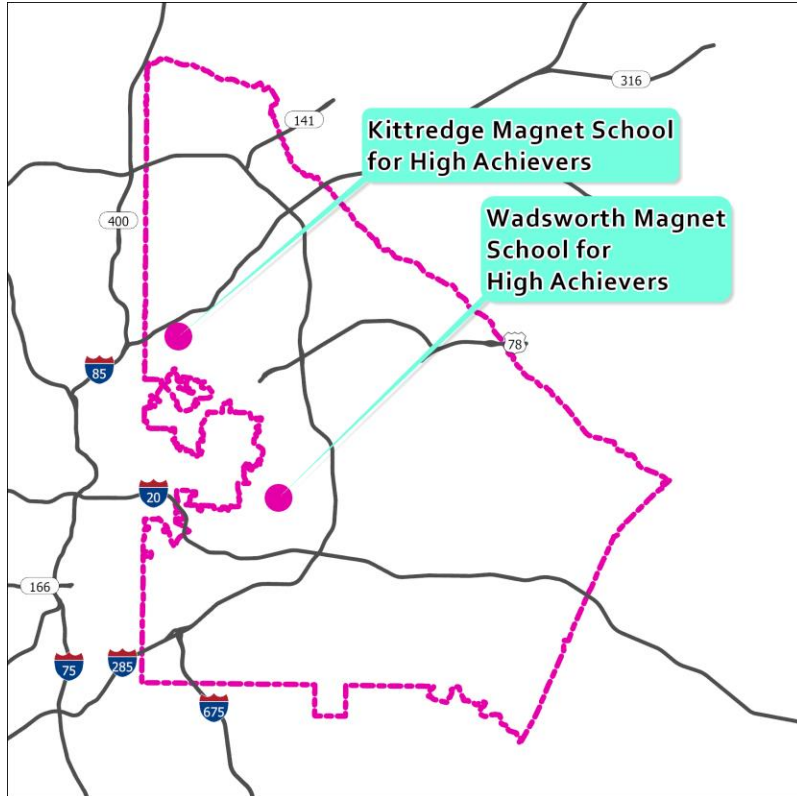 316
141
Kittredge Magnet School
for High Achievers
400
Wadsworth Magnet
School for
High Achievers
78
85
20
166
75
285
675